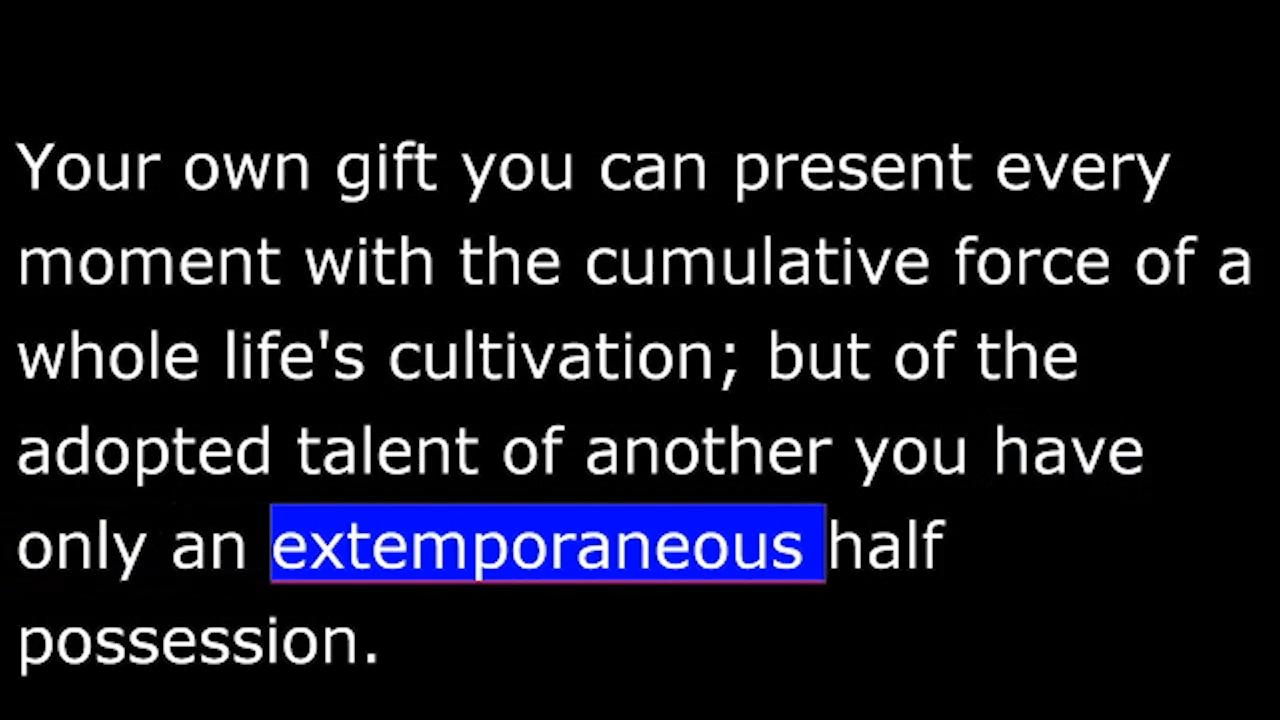 Your own gift you can present every
moment with the cumulative force of a
whole life's cultivation; but of the
adopted talent of another you have
only an extemporaneous half
possession.